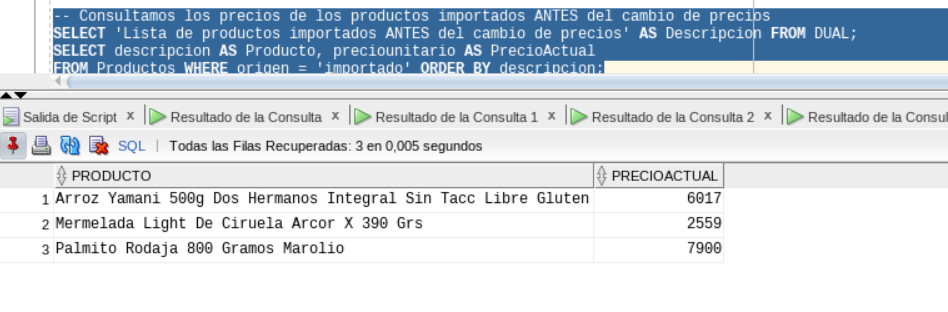 -- Consultamos los precios de los productos importados ANTES del cambio de precios
SELECT 'Lista de productos importados ANTES del cambio de precios' AS Descripcion FROM DUAL;
SELECT descripcion AS Producto, preciounitario AS PrecioActual
FROM Productos WHERE origen = 'importado' ORDER BY descripcion;
Salida de Script x Resultado de la Consulta x Resultado de la Consulta 1 x Resultado de la Consulta 2 x Resultado de la Consul
SQL | Todas las Filas Recuperadas: 3 en 0,005 segundos
PRODUCTO PRECIOACTUAL
1 Arroz Yamani 500g Dos Hermanos Integral Sin Tacc Libre Gluten 6017
2 Mermelada Light De Ciruela Arcor X 390 Grs 2559
3 Palmito Rodaja 800 Gramos Marolio 7900